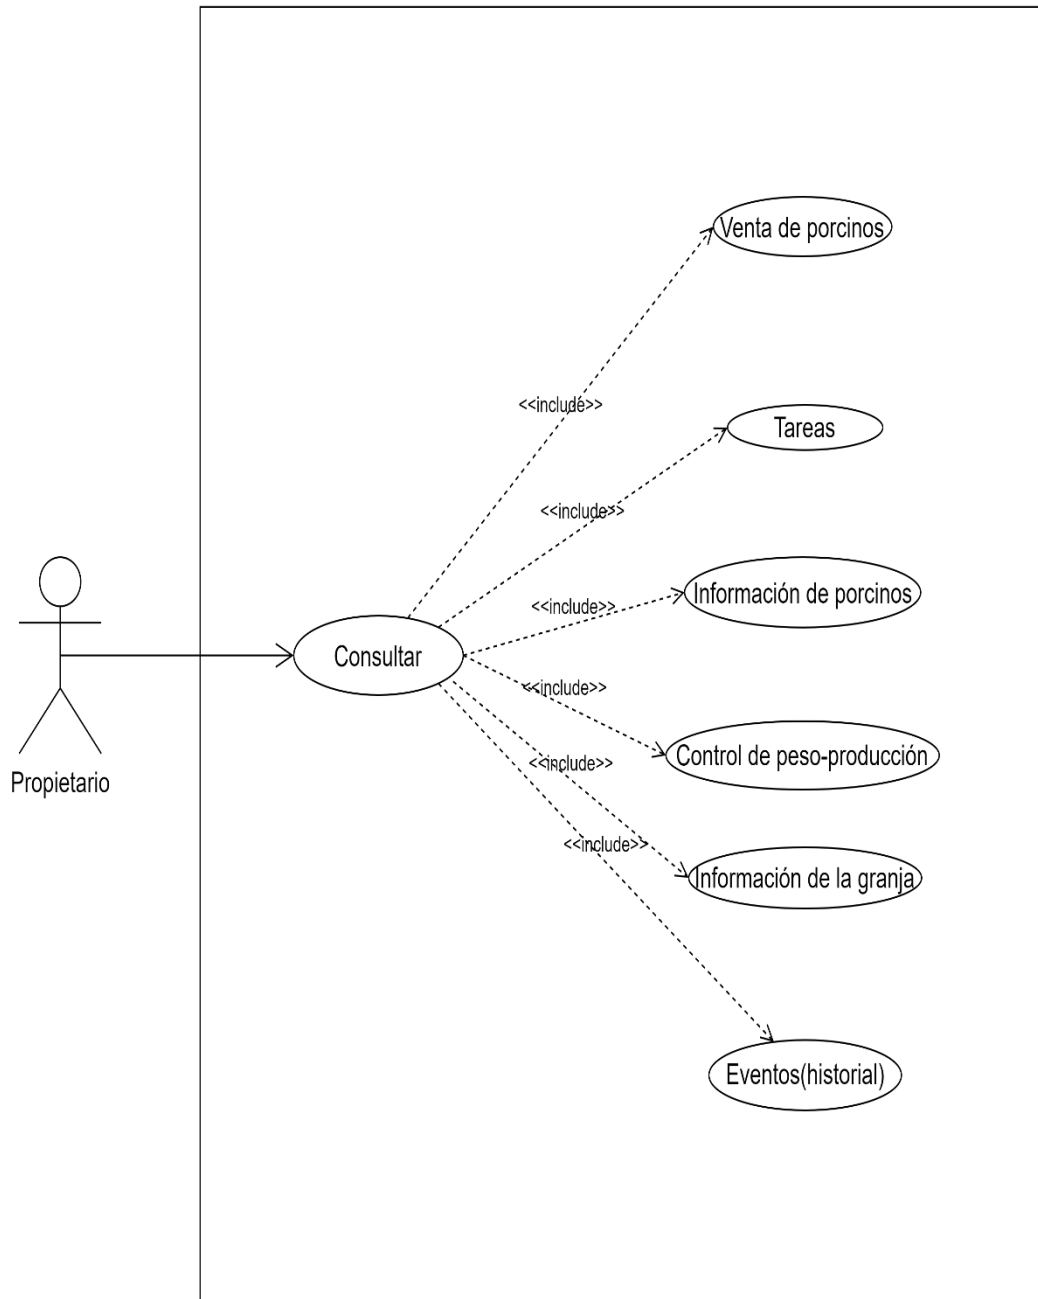 Venta de porcinos
<<include>>
Tareas
<<include>>
Información de porcinos
<<include>>
Consultar
<<include>>
Control de peso-producción
<<include>>
Propietario
<<include>>
Información de la granja
Eventos(historial)